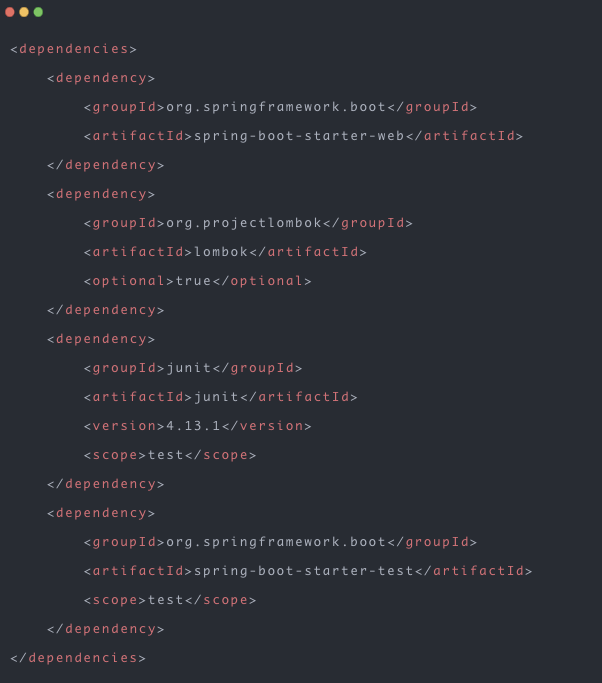 <dependencies>
    <dependency>
        <groupId>org.springframework.boot</groupId>
        <artifactId>spring-boot-starter-web</artifactId>
    </dependency>
    <dependency>
        <groupId>org.projectlombok</groupId>
        <artifactId>lombok</artifactId>
        <optional>true</optional>
    </dependency>
    <dependency>
        <groupId>junit</groupId>
        <artifactId>junit</artifactId>
        <version>4.13.1</version>
        <scope>test</scope>
    </dependency>
    <dependency>
        <groupId>org.springframework.boot</groupId>
        <artifactId>spring-boot-starter-test</artifactId>
        <scope>test</scope>
    </dependency>
</dependencies>